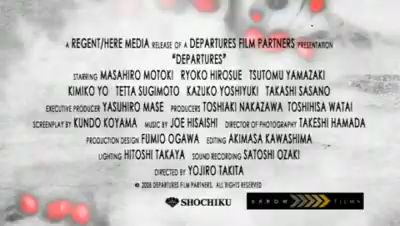 A REGENT/HERE MEDIA RELEASE OF A DEPARTURES FILM PARTNERS PRESENTATION
"DEPARTURES"
STARRING MASAHIRO MOTOKI RYOKO HIROSUE TSUTOMU YAMAZAKI
KIMIKO YO TETTA SUGIMOTO KAZUKO YOSHIYUKI TAKASHI SASANO
EXECUTIVE PRODUCER YASUHIRO MASE PRODUCERS TOSHIAKI NAKAZAWA TOSHIHISA WATAI
SCREENPLAY BY KUNDO KOYAMA MUSIC BY JOE HISAISHI DIRECTOR OF PHOTOGRAPHY TAKESHI HAMADA
PRODUCTION DESIGN FUMIO OGAWA EDITING AKIMASA KAWASHIMA
LIGHTING HITOSHI TAKAYA SOUND RECORDING SATOSHI OZAKI
DIRECTED BY YOJIRO TAKITA
© 2008 DEPARTURES FILM PARTNERS. ALL RIGHTS RESERVED
SHOCHIKU ARROW FILMS